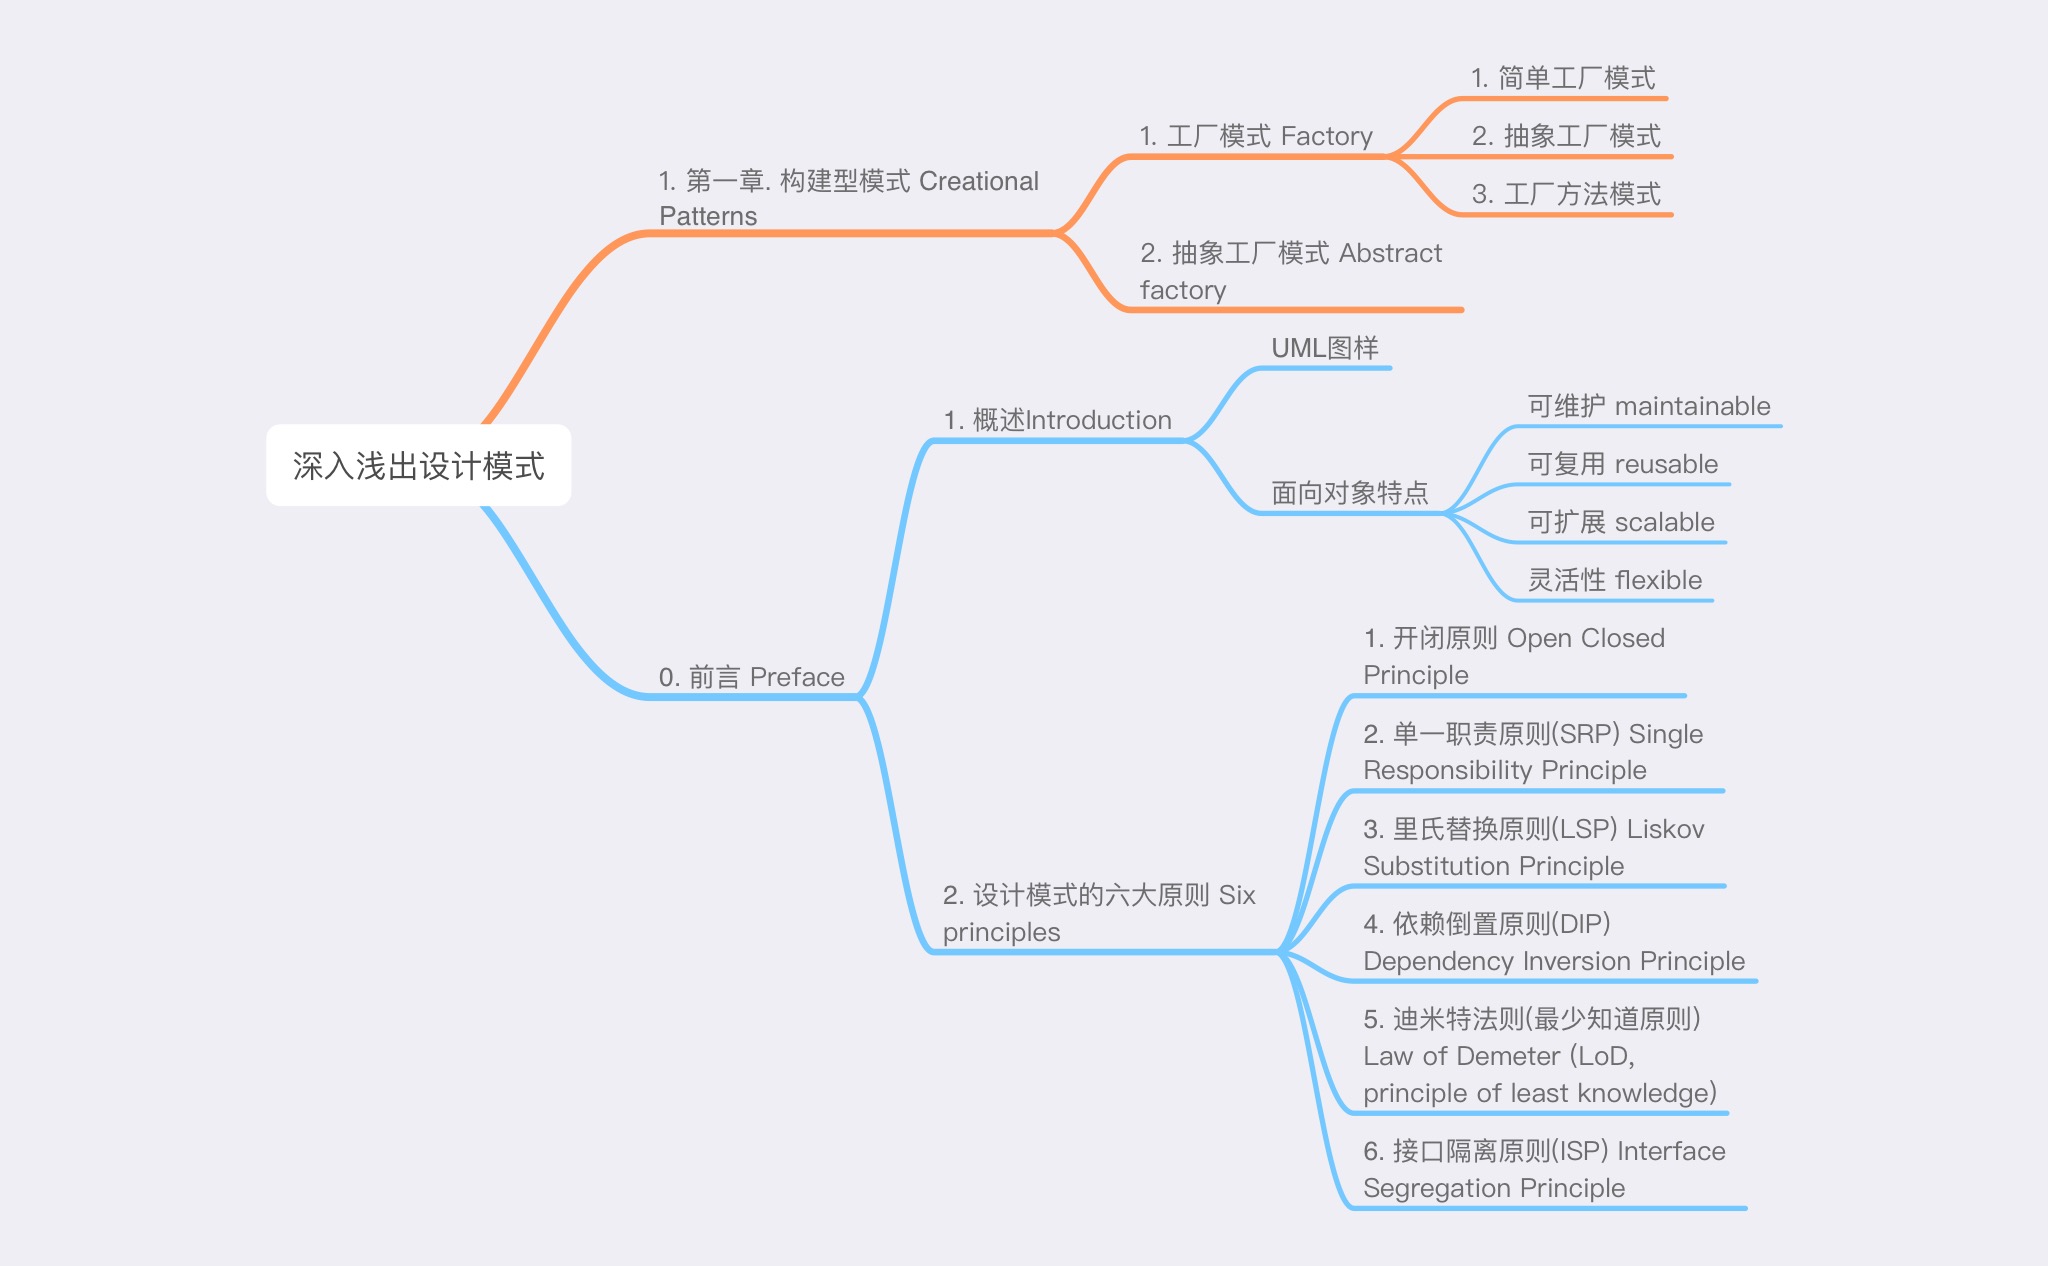 深入浅出设计模式
1. 第一章. 构建型模式 Creational
Patterns
1. 工厂模式 Factory
1. 简单工厂模式
2. 抽象工厂模式
3. 工厂方法模式
2. 抽象工厂模式 Abstract
factory
0. 前言 Preface
1. 概述Introduction
UML图样
面向对象特点
可维护 maintainable
可复用 reusable
可扩展 scalable
灵活性 flexible
2. 设计模式的六大原则 Six
principles
1. 开闭原则 Open Closed
Principle
2. 单一职责原则(SRP) Single
Responsibility Principle
3. 里氏替换原则(LSP) Liskov
Substitution Principle
4. 依赖倒置原则(DIP)
Dependency Inversion Principle
5. 迪米特法则(最少知道原则)
Law of Demeter (LoD,
principle of least knowledge)
6. 接口隔离原则(ISP) Interface
Segregation Principle